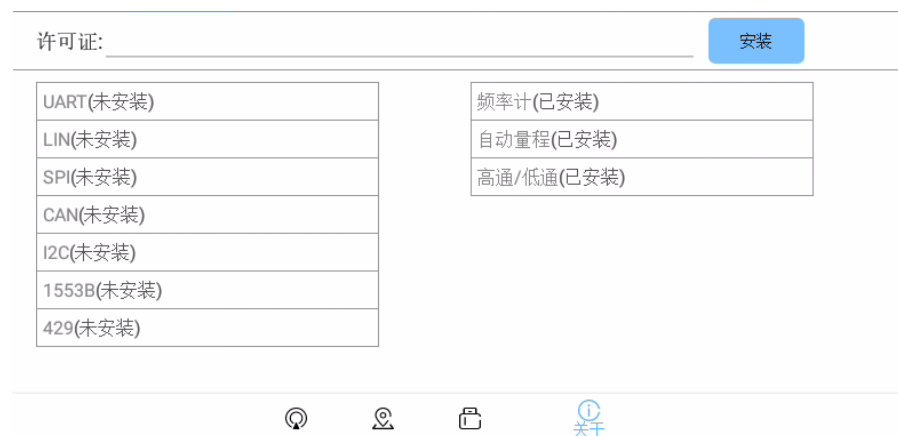 许可证:
安装
UART(未安装)
LIN(未安装)
SPI(未安装)
CAN(未安装)
I2C(未安装)
1553B(未安装)
429(未安装)
频率计(已安装)
自动量程(已安装)
高通/低通(已安装)
关于